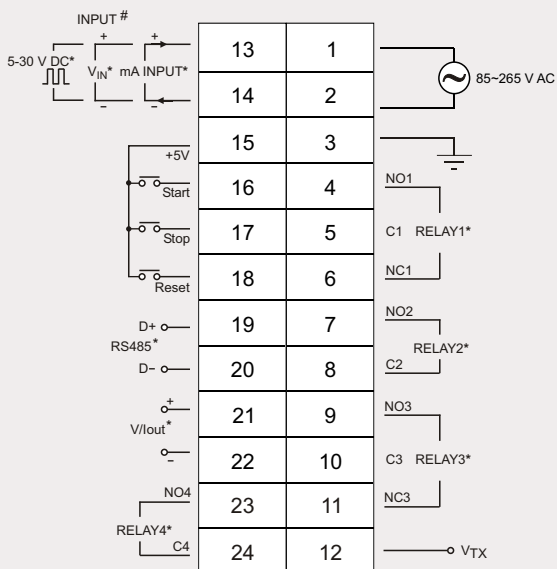 INPUT #
+ +
5-30 V DC* VIN* mA INPUT*
− −
13 1
14 2
85~265 V AC
+5V 15 3
Start 16 4 NO1
Stop 17 5 C1 RELAY1*
Reset 18 6 NC1
D+ 19 7 NO2
RS485* RELAY2*
D− 20 8 C2
+ 21 9 NO3
V/Iout*
− 22 10 C3 RELAY3*
NO4 23 11 NC3
RELAY4*
C4 24 12 VTX